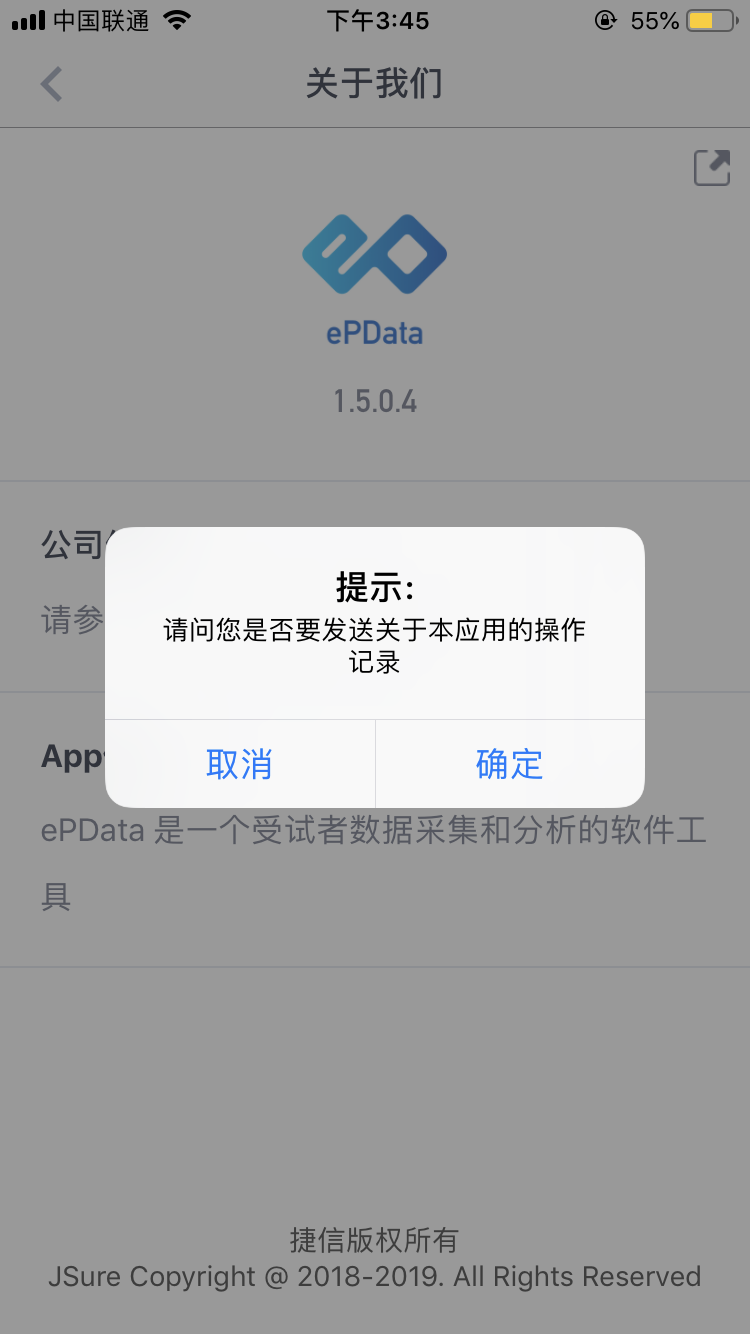 中国联通
下午3:45
55%
关于我们
ePData
1.5.0.4
公司
请参
提示:
请问您是否要发送关于本应用的操作
记录
取消
确定
App
ePData 是一个受试者数据采集和分析的软件工
具
捷信版权所有
JSure Copyright @ 2018-2019. All Rights Reserved